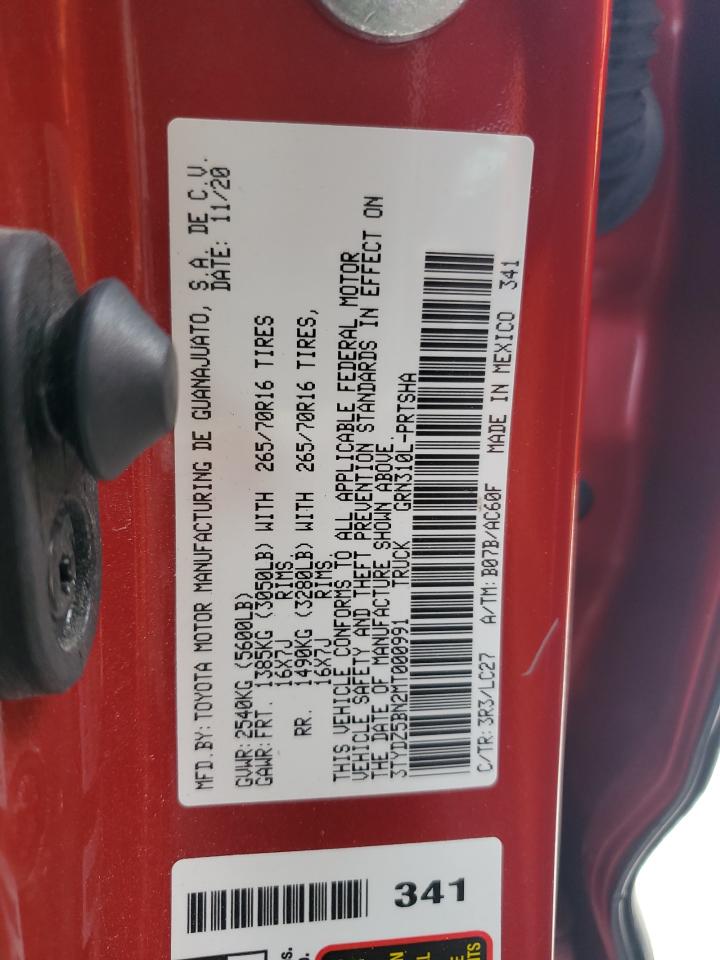 MFD.BY:TOYOTA MOTOR MANUFACTURING DE GUANAJUATO, S.A. DE C.V.
DATE: 11/20
GVWR:2540KG (5600LB)
GAWR:FRT. 1385KG (3050LB) WITH 265/70R16 TIRES
16X7J RIMS.
RR. 1490KG (3280LB) WITH 265/70R16 TIRES,
16X7J RIMS.
THIS VEHICLE CONFORMS TO ALL APPLICABLE FEDERAL MOTOR
VEHICLE SAFETY AND THEFT PREVENTION STANDARDS IN EFFECT ON
THE DATE OF MANUFACTURE SHOWN ABOVE.
3TYDZ5BN2MT000991 TRUCK GRN310L-PRTSHA
C/TR:3R3/LC27 A/TM:B07B/AC60F MADE IN MEXICO 341
341